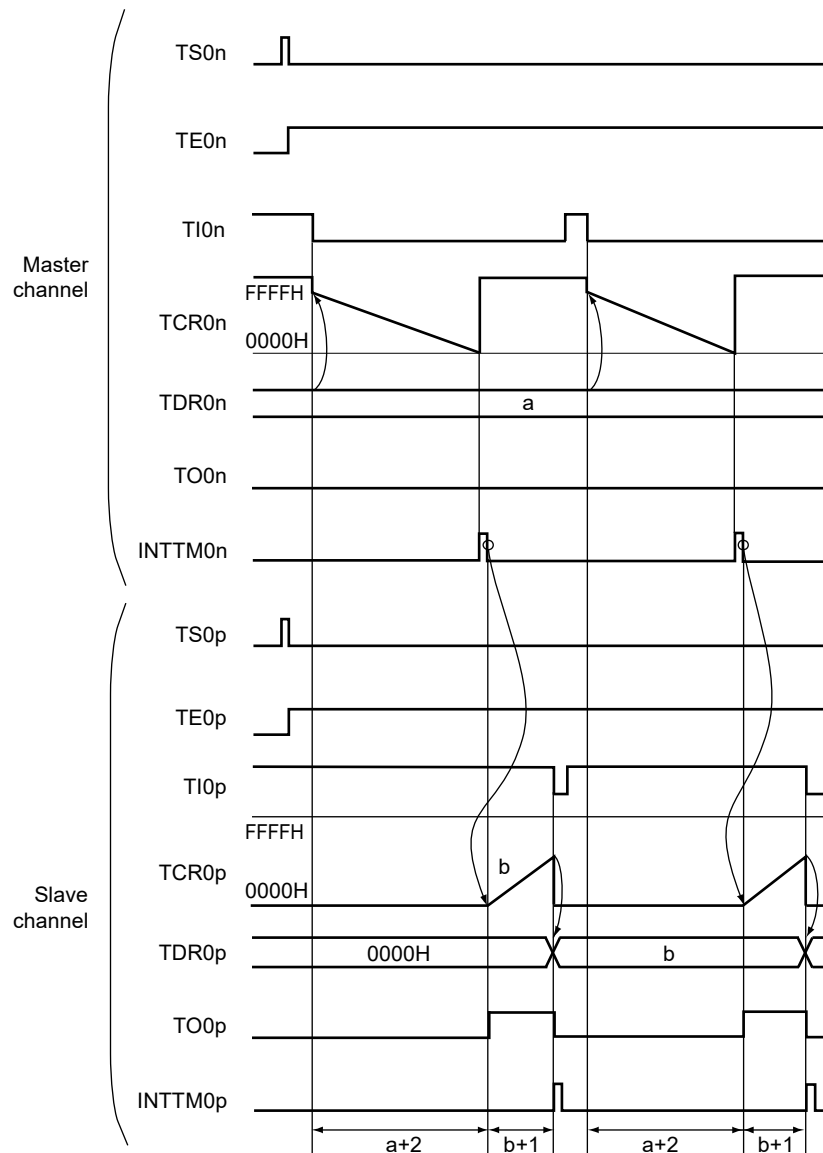 TS0n
TE0n
TI0n
Master
channel
FFFFH
TCR0n
0000H
TDR0n
a
TO0n
INTTM0n
TS0p
TE0p
TI0p
FFFFH
b
TCR0p
0000H
Slave
channel
TDR0p
0000H
b
TO0p
INTTM0p
a+2
b+1
a+2
b+1